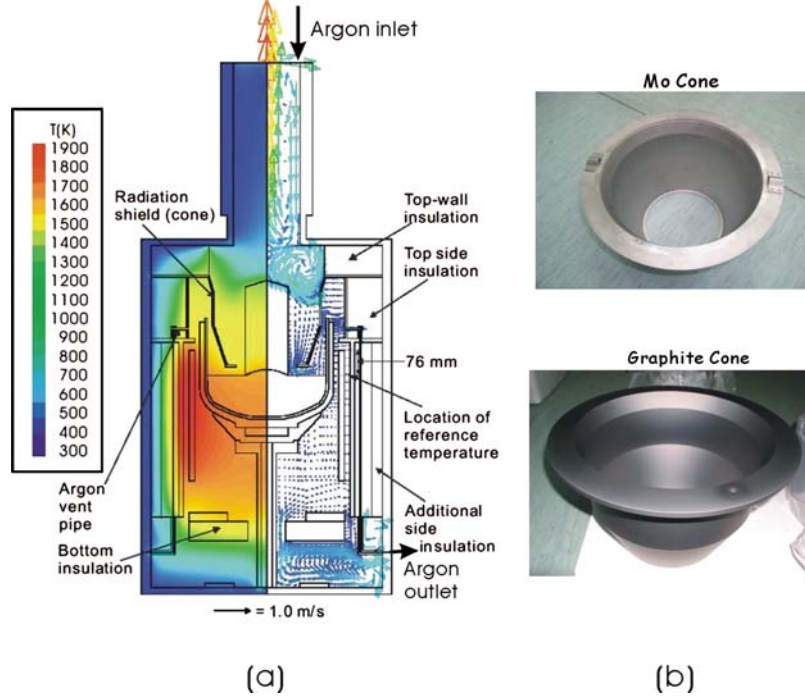 Argon inlet
T(K)
1900
1800
1700
1600
1500
1400
1300
1200
1100
1000
900
800
700
600
500
400
300
Radiation
shield (cone)
Top-wall
insulation
Top side
insulation
76 mm
Location of
reference
temperature
Argon
vent
pipe
Bottom
insulation
Additional
side
insulation
Argon
outlet
= 1.0 m/s
(a)
Mo Cone
Graphite Cone
(b)